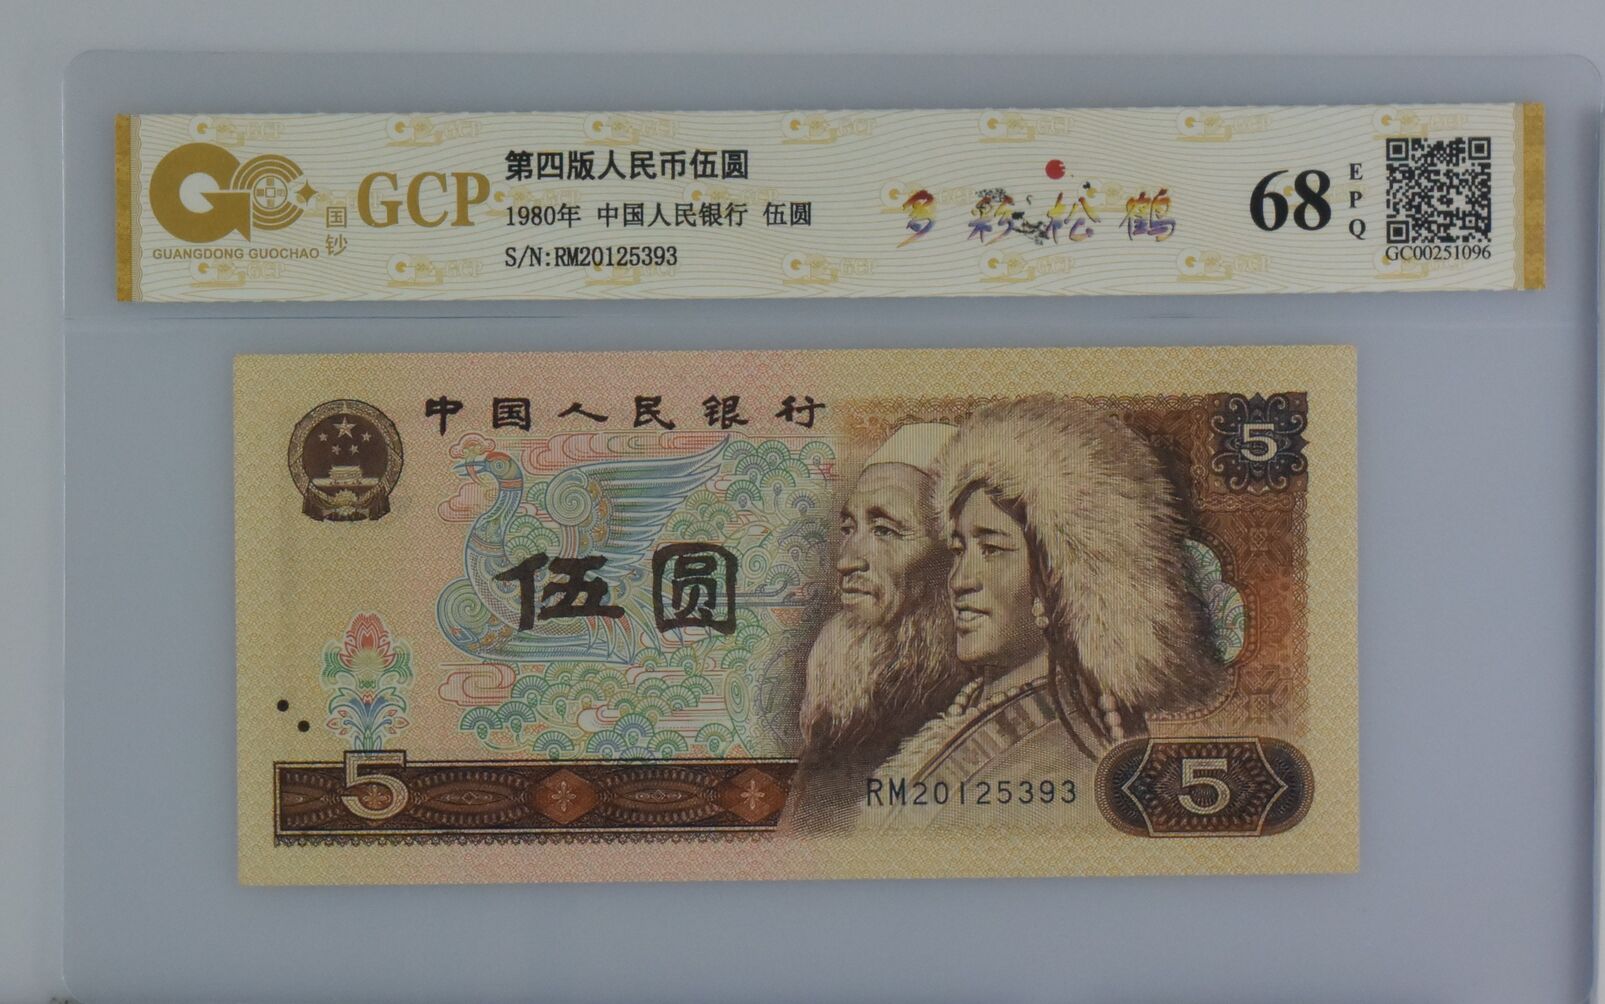 GCP
国钞
GUANGDONG GUOCHAO
第四版人民币伍圆
1980年 中国人民银行 伍圆
S/N:RM20125393
多彩松鹤
68
EPQ
GC00251096
中国人民银行
5
伍圆
5
RM20125393
5